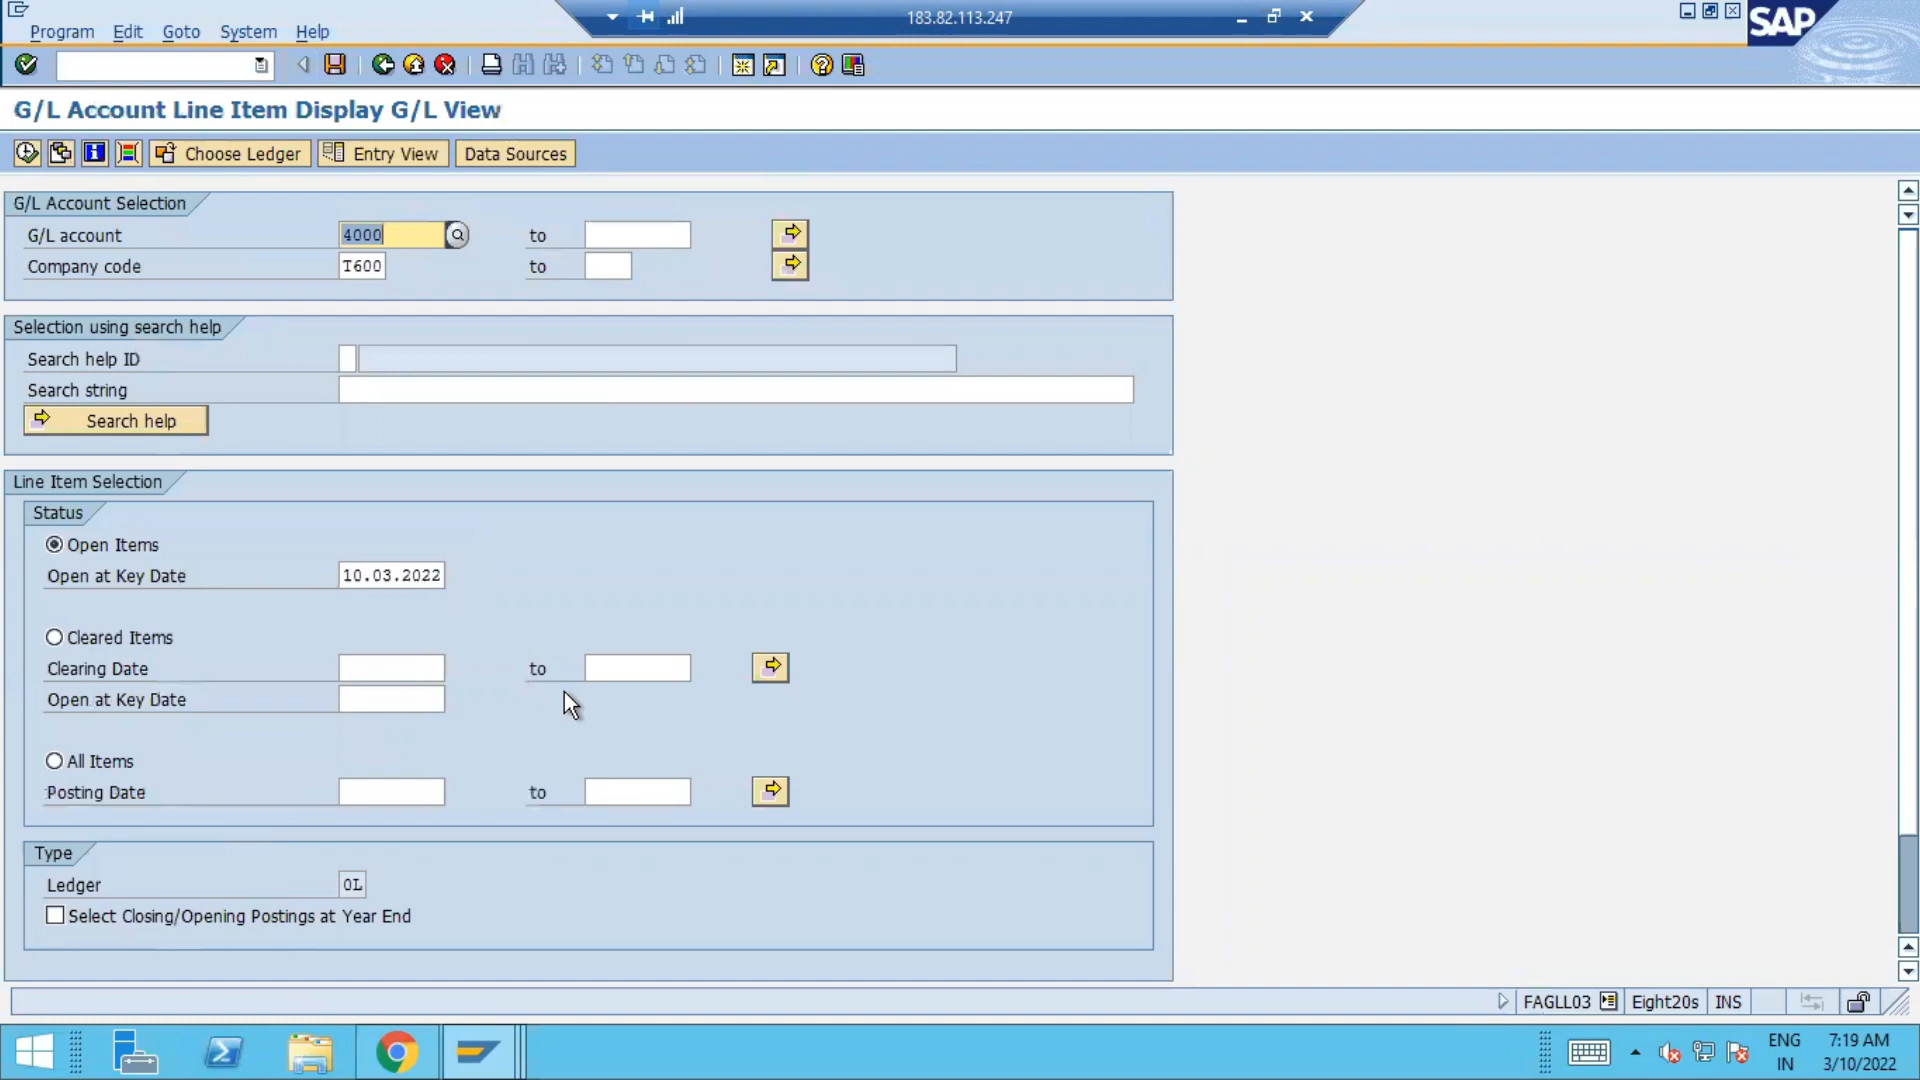 183.82.113.247
SAP
Program Edit Goto System Help
G/L Account Line Item Display G/L View
Choose Ledger Entry View Data Sources
G/L Account Selection
G/L account 4000 to
Company code T600 to
Selection using search help
Search help ID
Search string
Search help
Line Item Selection
Status
Open Items
Open at Key Date 10.03.2022
Cleared Items
Clearing Date to
Open at Key Date
All Items
Posting Date to
Type
Ledger 0L
Select Closing/Opening Postings at Year End
FAGLL03 Eight20s INS
ENG 7:19 AM
IN 3/10/2022